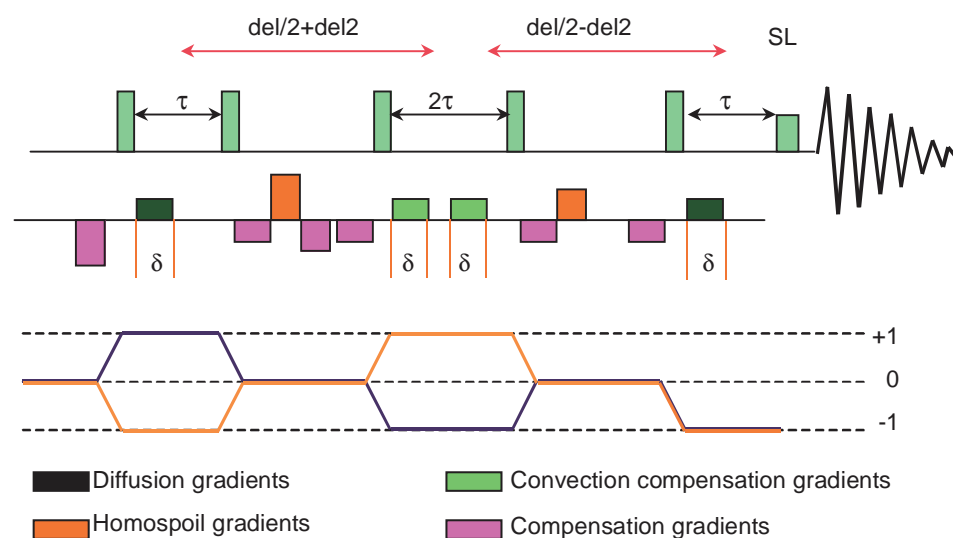 del/2+del2 del/2-del2 SL
τ 2τ τ
δ δ δ δ
+1
0
-1
Diffusion gradients Convection compensation gradients
Homospoil gradients Compensation gradients